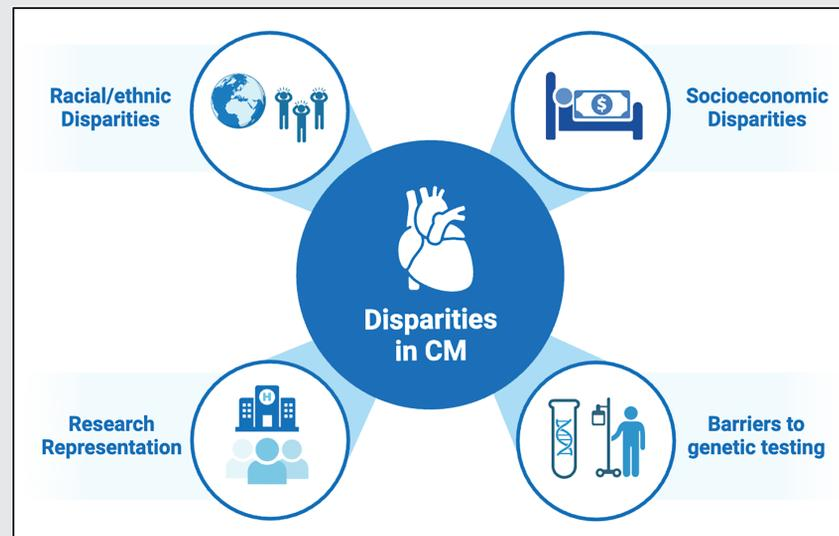 Racial/ethnic
Disparities
$
Socioeconomic
Disparities
Disparities
in CM
H
Research
Representation
Barriers to
genetic testing